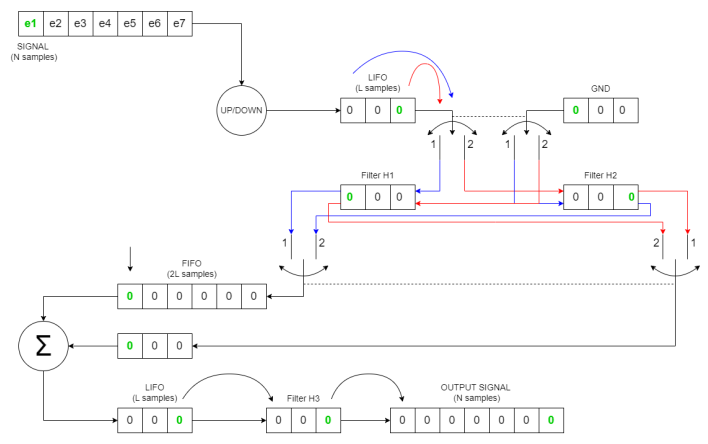 e1 e2 e3 e4 e5 e6 e7
SIGNAL
(N samples)
UP/DOWN
LIFO
(L samples)
0 0 0
GND
0 0 0
1 2
1 2
Filter H1
0 0 0
Filter H2
0 0 0
1 2
2 1
FIFO
(2L samples)
0 0 0 0 0 0
Σ
0 0 0
LIFO
(L samples)
0 0 0
Filter H3
0 0 0
OUTPUT SIGNAL
(N samples)
0 0 0 0 0 0 0